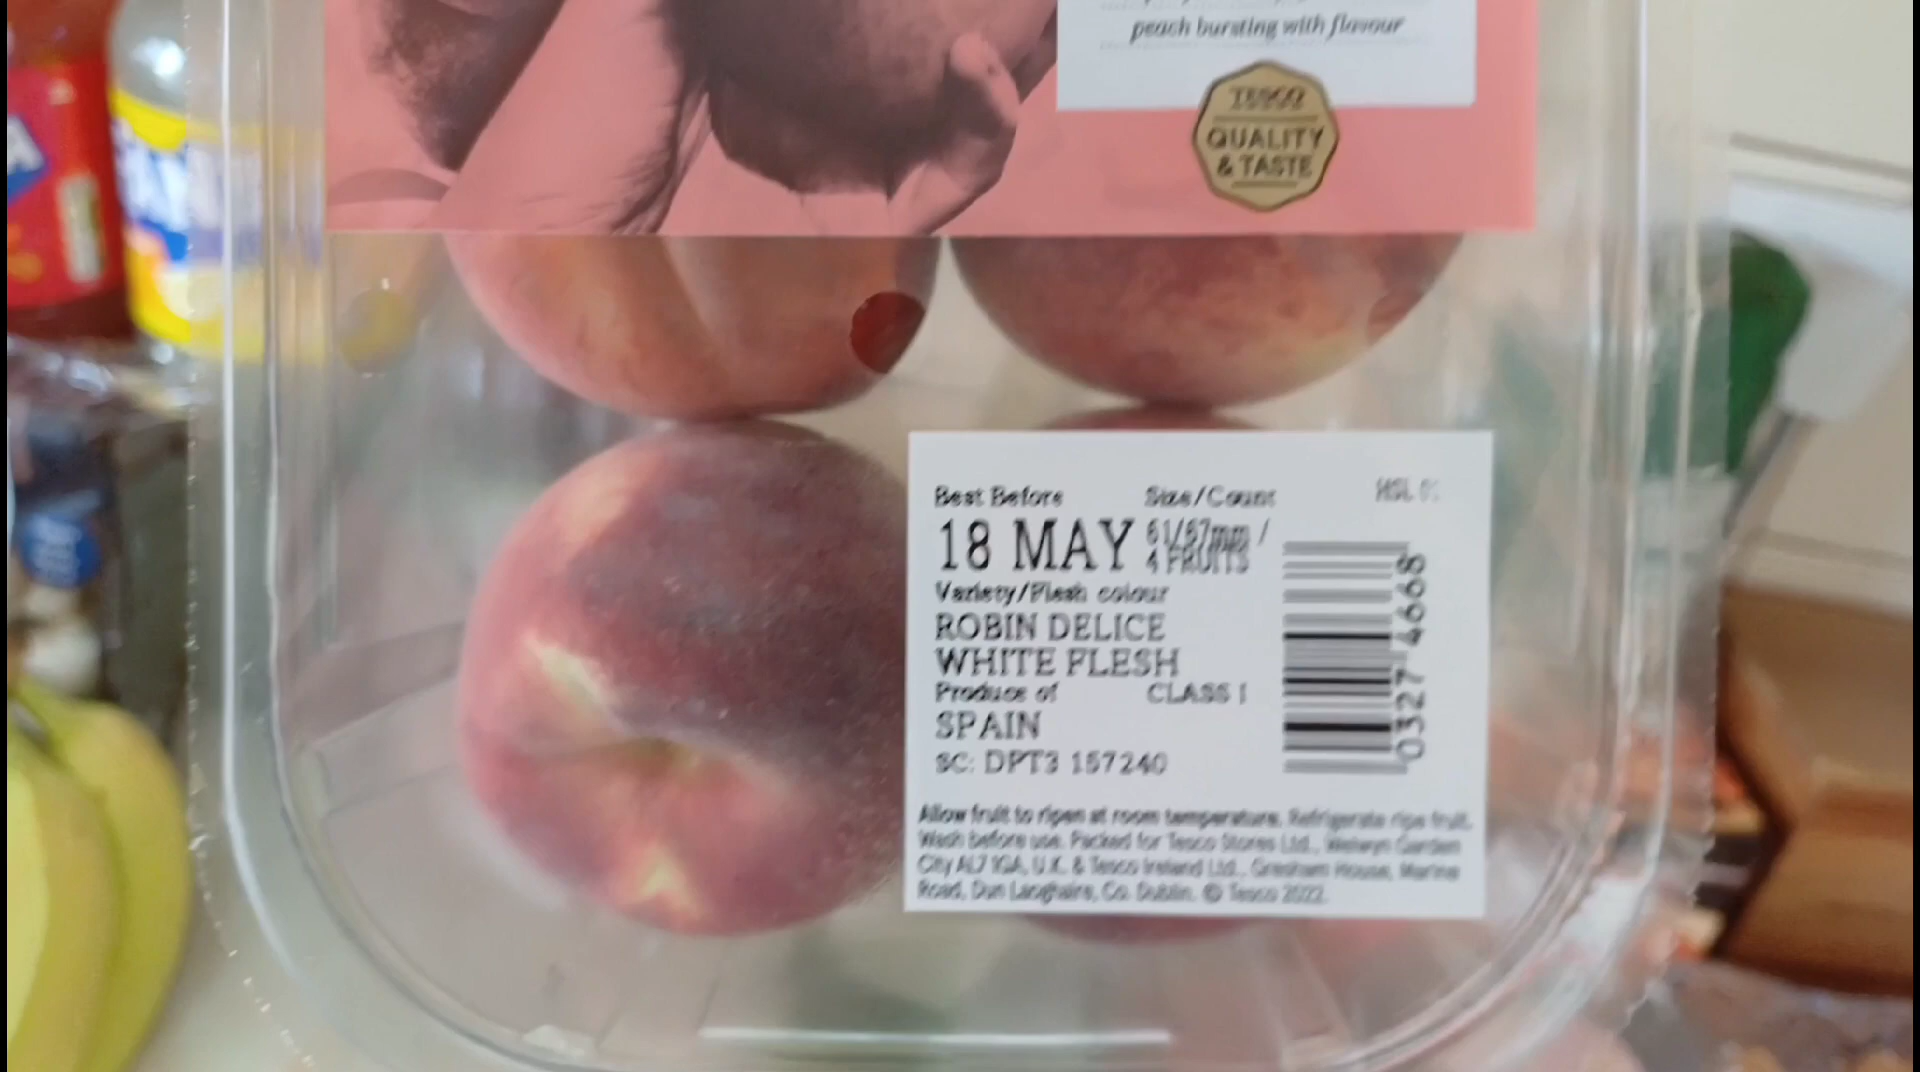 peach bursting with flavour
TESCO
QUALITY
& TASTE
Best Before Size/Count
18 MAY 61/67mm /
4 FRUITS
Variety/Flesh colour
ROBIN DELICE
WHITE FLESH
Produce of CLASS I
SPAIN
SC: DPT3 157240
03274668
Allow fruit to ripen at room temperature. Refrigerate ripe fruit.
Wash before use. Packed for Tesco Stores Ltd., Welwyn Garden
City AL7 1GA, U.K. & Tesco Ireland Ltd., Gresham House, Marine
Road, Dun Laoghaire, Co. Dublin. © Tesco 2022.